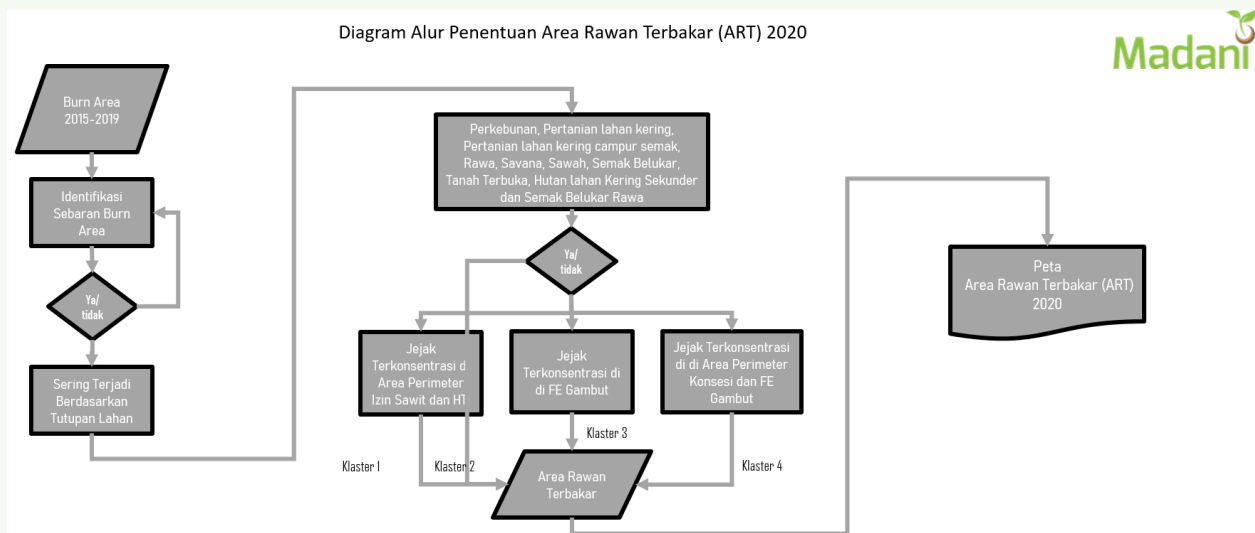 Diagram Alur Penentuan Area Rawan Terbakar (ART) 2020
Madani
Burn Area
2015-2019
Identifikasi
Sebaran Burn
Area
Ya/
tidak
Sering Terjadi
Berdasarkan
Tutupan Lahan
Perkebunan, Pertanian lahan kering,
Pertanian lahan kering campur semak,
Rawa, Savana, Sawah, Semak Belukar,
Tanah Terbuka, Hutan lahan Kering Sekunder
dan Semak Belukar Rawa
Ya/
tidak
Jejak
Terkonsentrasi d
Area Perimeter
Izin Sawit dan HT
Jejak
Terkonsentrasi di
di FE Gambut
Jejak Terkonsentrasi
di di Area Perimeter
Konsesi dan FE
Gambut
Klaster 1
Klaster 2
Klaster 3
Klaster 4
Area Rawan
Terbakar
Peta
Area Rawan Terbakar (ART)
2020